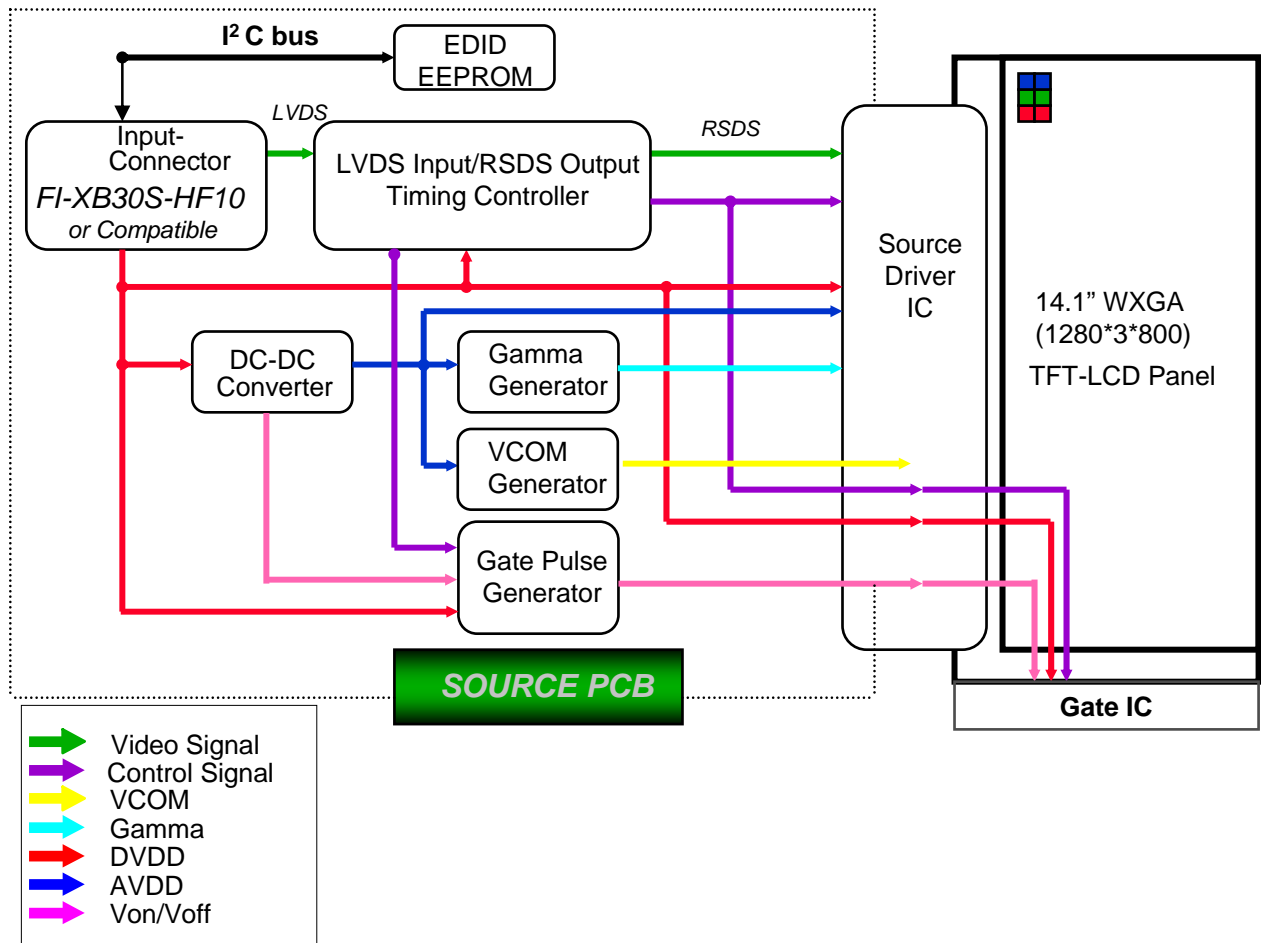 I² C bus
EDID
EEPROM
LVDS
RSDS
Input-
Connector
FI-XB30S-HF10
or Compatible
LVDS Input/RSDS Output
Timing Controller
Source
Driver
IC
14.1” WXGA
(1280*3*800)
TFT-LCD Panel
DC-DC
Converter
Gamma
Generator
VCOM
Generator
Gate Pulse
Generator
SOURCE PCB
Gate IC
Video Signal
Control Signal
VCOM
Gamma
DVDD
AVDD
Von/Voff